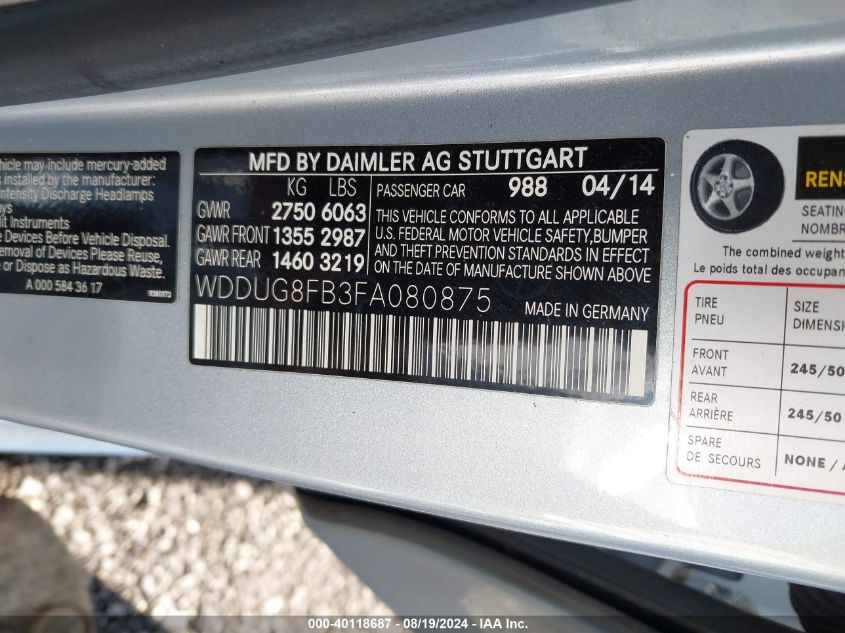 hicle may include mercury-added
s installed by the manufacturer:
ntensity Discharge Headlamps
ays
Instruments
e Devices Before Vehicle Disposal.
emoval of Devices Please Reuse,
e or Dispose as Hazardous Waste.
A 000 584 36 17
MFD BY DAIMLER AG STUTTGART
KG LBS
GVWR 2750 6063
GAWR FRONT 1355 2987
GAWR REAR 1460 3219
PASSENGER CAR 988 04/14
THIS VEHICLE CONFORMS TO ALL APPLICABLE
U.S. FEDERAL MOTOR VEHICLE SAFETY, BUMPER
AND THEFT PREVENTION STANDARDS IN EFFECT
ON THE DATE OF MANUFACTURE SHOWN ABOVE
WDDUG8FB3FA080875 MADE IN GERMANY
RENS
SEATING
NOMBR
The combined weight
Le poids total des occupan
TIRE
PNEU
SIZE
DIMENSI
FRONT
AVANT
245/50
REAR
ARRIÈRE
245/50
SPARE
DE SECOURS
NONE / A
000-40118687 - 08/19/2024 - IAA Inc.